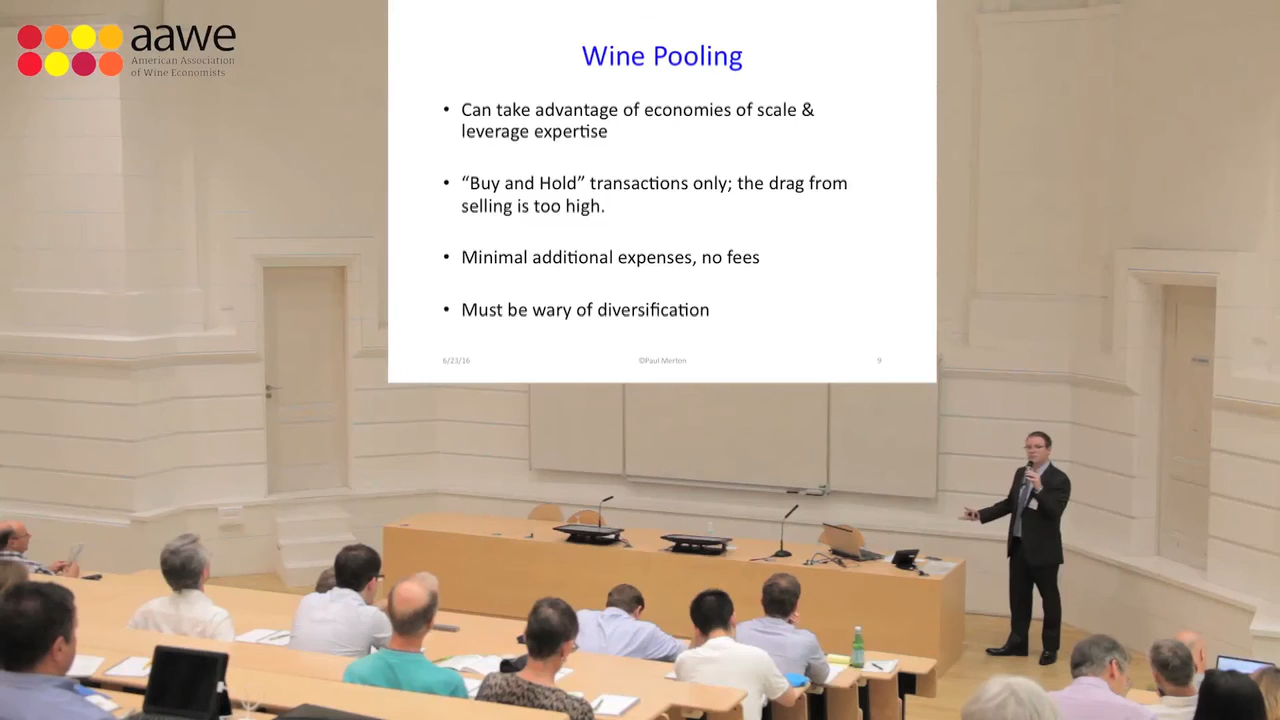 aawe
American Association
of Wine Economists
Wine Pooling
• Can take advantage of economies of scale &
leverage expertise
• “Buy and Hold” transactions only; the drag from
selling is too high.
• Minimal additional expenses, no fees
• Must be wary of diversification
6/23/16
©Paul Merton
9